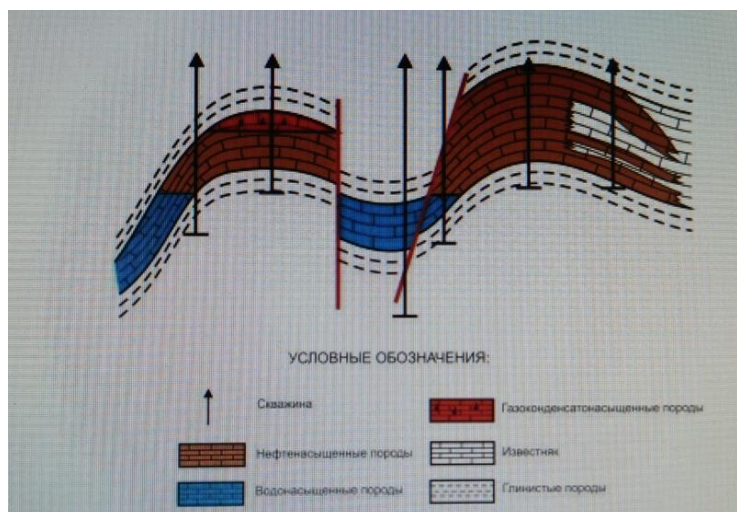 УСЛОВНЫЕ ОБОЗНАЧЕНИЯ:
Скважина
Газоконденсатонасыщенные породы
Нефтенасыщенные породы
Известняк
Водонасыщенные породы
Глинистые породы